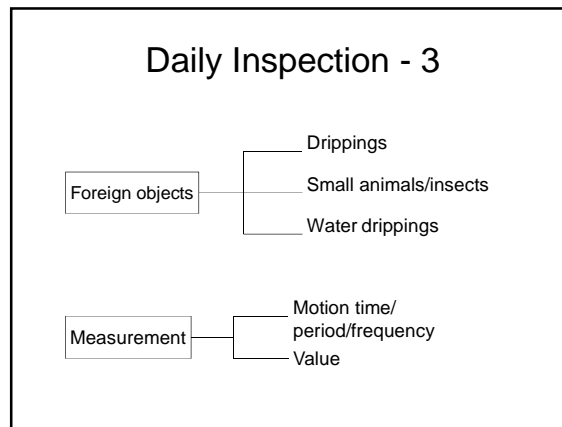 Daily Inspection - 3
Foreign objects
Drippings
Small animals/insects
Water drippings
Measurement
Motion time/
period/frequency
Value